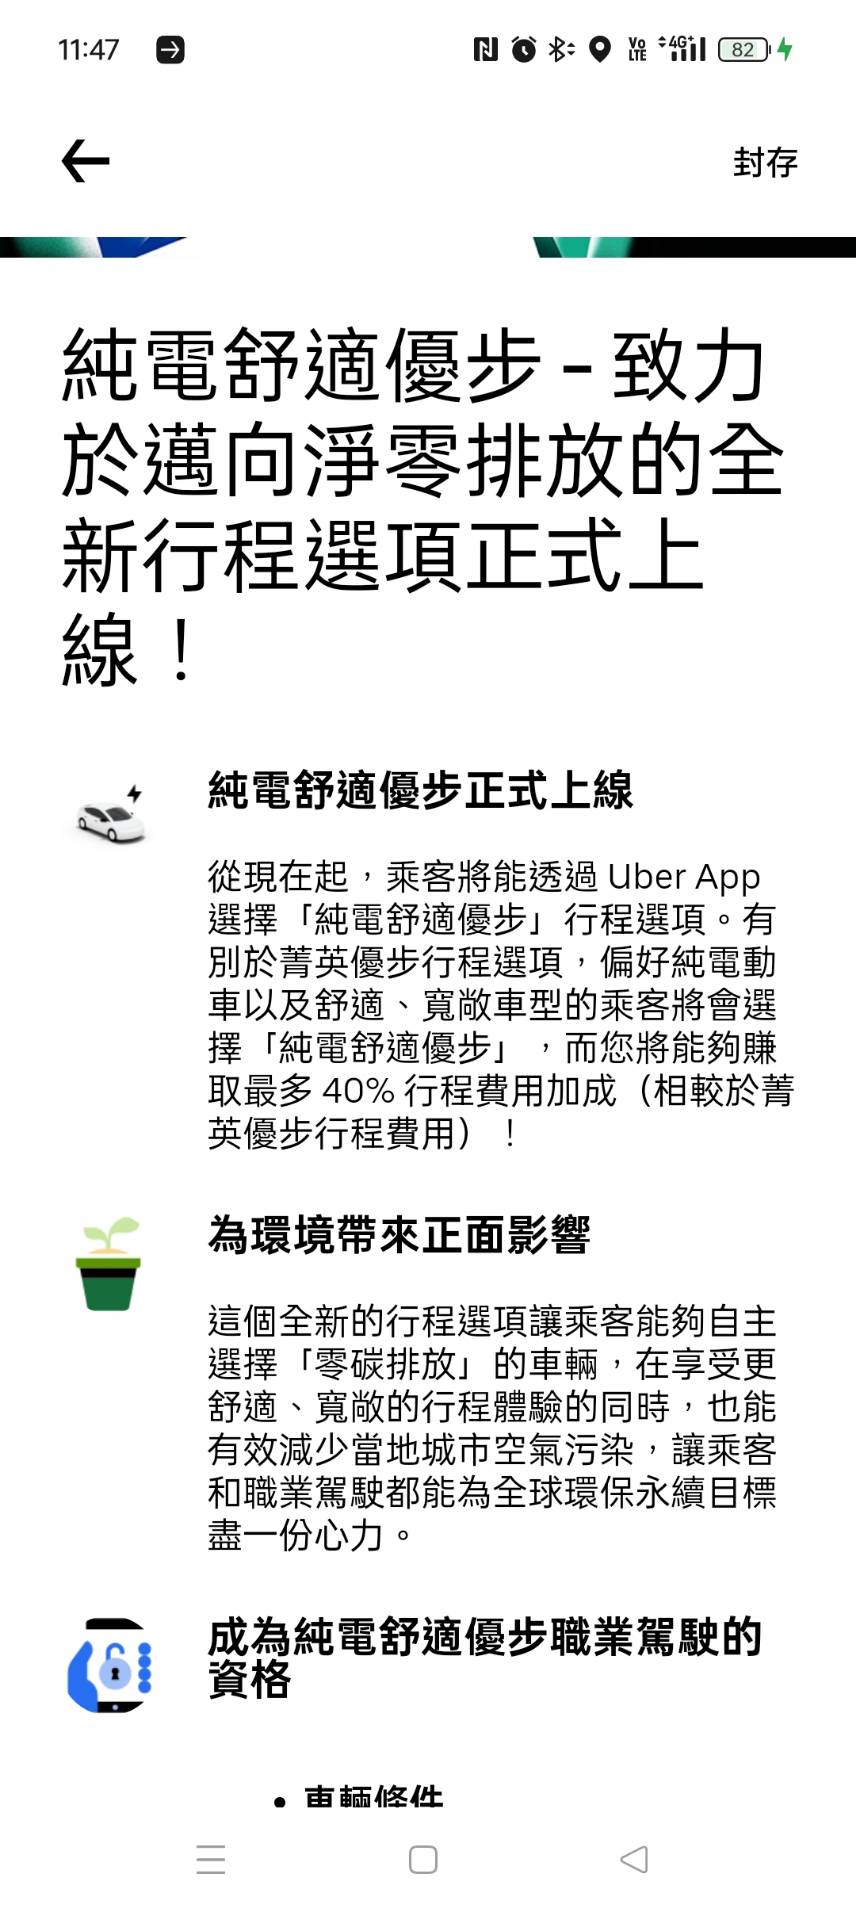 11:47
Vo
LTE
4G+
82
封存
純電舒適優步 - 致力
於邁向淨零排放的全
新行程選項正式上
線！
純電舒適優步正式上線
從現在起，乘客將能透過 Uber App
選擇「純電舒適優步」行程選項。有
別於菁英優步行程選項，偏好純電動
車以及舒適、寬敞車型的乘客將會選
擇「純電舒適優步」，而您將能夠賺
取最多 40% 行程費用加成（相較於菁
英優步行程費用）！
為環境帶來正面影響
這個全新的行程選項讓乘客能夠自主
選擇「零碳排放」的車輛，在享受更
舒適、寬敞的行程體驗的同時，也能
有效減少當地城市空氣污染，讓乘客
和職業駕駛都能為全球環保永續目標
盡一份心力。
成為純電舒適優步職業駕駛的
資格
• 車輛條件